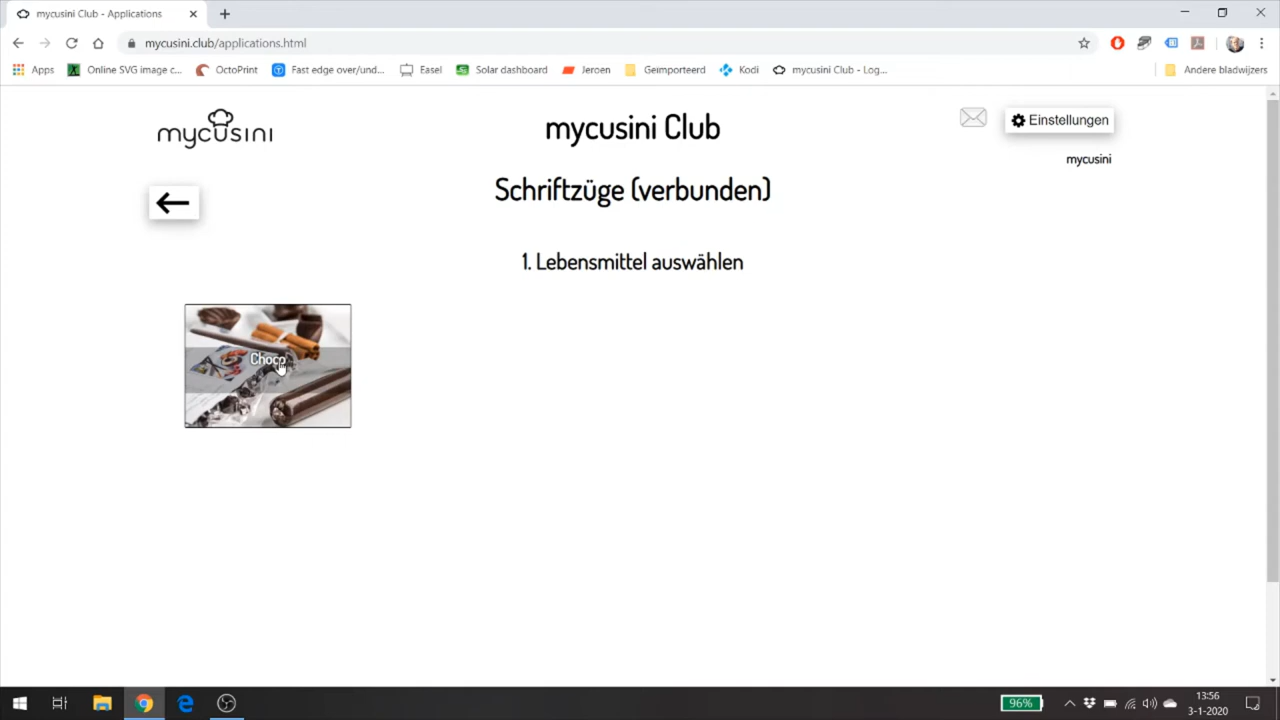 mycusini Club - Applications
mycusini.club/applications.html
Apps
Online SVG image c...
OctoPrint
Fast edge over/und...
Easel
Solar dashboard
Jeroen
Geïmporteerd
Kodi
mycusini Club - Log...
Andere bladwijzers
mycusini
mycusini Club
Einstellungen
mycusini
Schriftzüge (verbunden)
1. Lebensmittel auswählen
Choco
96%
13:56
3-1-2020